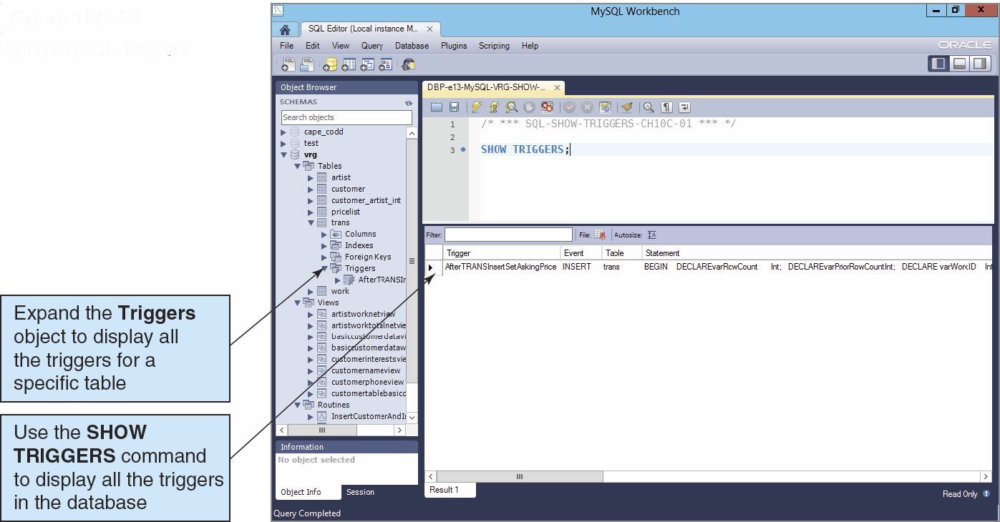 Figure 10C-56
laying MySQL Triggers
MySQL Workbench
SQL Editor (Local instance M...
File Edit View Query Database Plugins Scripting Help
ORACLE
Object Browser
SCHEMAS
Search objects
cape_codd
test
vrg
Tables
artist
customer
customer_artist_int
pricelist
trans
Columns
Indexes
Foreign Keys
Triggers
AfterTRANSIr
work
Views
artistworknetview
artistworktotalnetvie
basiccustomerdatavi
basiccustomerdataw
customerinterestsvie
customernameview
customerphoneview
customertablebasicd
Routines
InsertCustomerAndIr
Information
No object selected
Object Info Session
Query Completed
DBP-e13-MySQL-VRG-SHOW-...
1 /* *** SQL-SHOW-TRIGGERS-CH10C-01 *** */
2
3 SHOW TRIGGERS;
Filter: File: Autosize:
Trigger Event Table Statement
AfterTRANSInsertSetAskingPrice INSERT trans BEGIN DECLAREvarRowCount Int; DECLAREvarPriorRowCountInt; DECLARE varWorkID Int
Result 1
Read Only
Expand the Triggers
object to display all
the triggers for a
specific table
Use the SHOW
TRIGGERS command
to display all the triggers
in the database